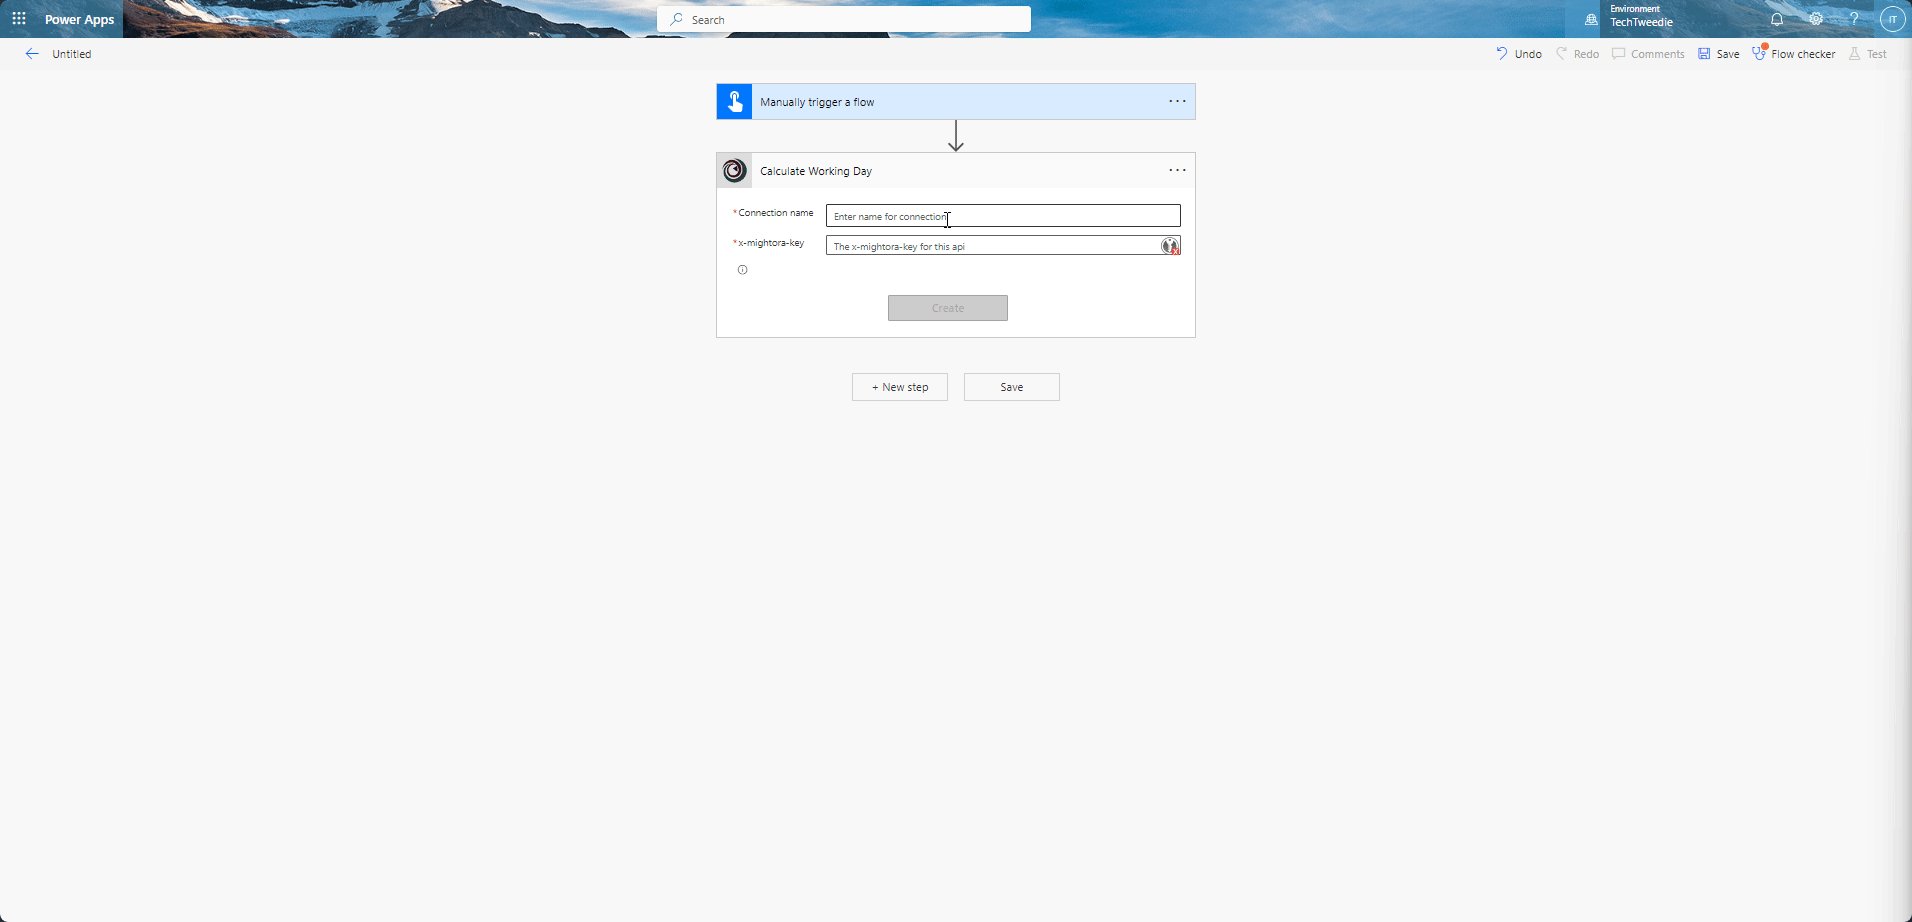 Power Apps
Search
Environment
TechTweedie
?
IT
Untitled
Undo
Redo
Comments
Save
Flow checker
Test
Manually trigger a flow
...
Calculate Working Day
...
*Connection name
Enter name for connection
*x-mightora-key
The x-mightora-key for this api
Create
+ New step
Save